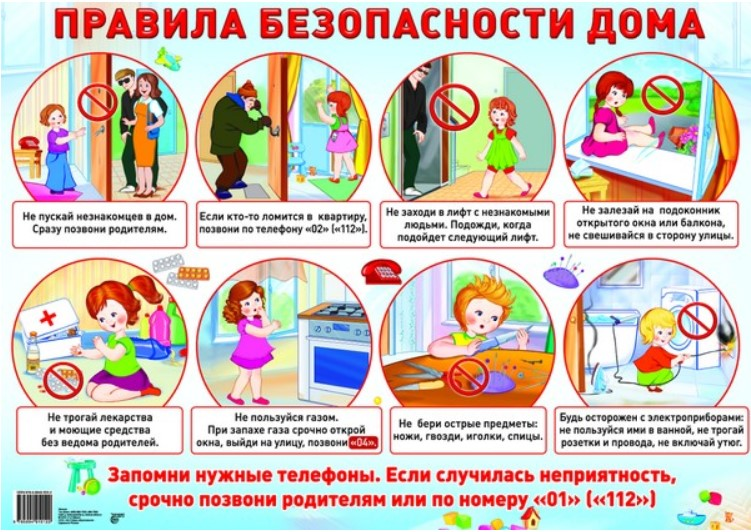 ПРАВИЛА БЕЗОПАСНОСТИ ДОМА
Не пускай незнакомцев в дом.
Сразу позвони родителям.
Если кто-то ломится в квартиру,
позвони по телефону «02» («112»).
Не заходи в лифт с незнакомыми
людьми. Подожди, когда
подойдет следующий лифт.
Не залезай на подоконник
открытого окна или балкона,
не свешивайся в сторону улицы.
Не трогай лекарства
и моющие средства
без ведома родителей.
Не пользуйся газом.
При запахе газа срочно открой
окна, выйди на улицу, позвони «04».
Не бери острые предметы:
ножи, гвозди, иголки, спицы.
Будь осторожен с электроприборами:
не пользуйся ими в ванной, не трогай
розетки и провода, не включай утюг.
Запомни нужные телефоны. Если случилась неприятность,
срочно позвони родителям или по номеру «01» («112»)